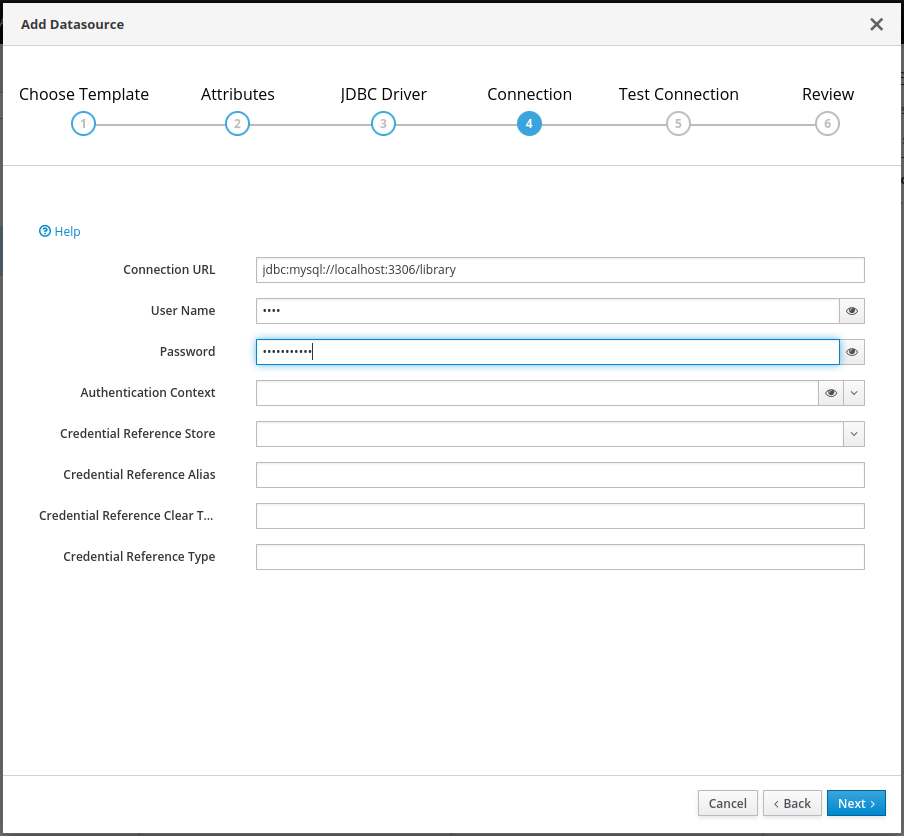 Add Datasource
Choose Template Attributes JDBC Driver Connection Test Connection Review
1 2 3 4 5 6
Help
Connection URL jdbc:mysql://localhost:3306/library
User Name ••••
Password •••••••••••
Authentication Context
Credential Reference Store
Credential Reference Alias
Credential Reference Clear T...
Credential Reference Type
Cancel ‹ Back Next ›